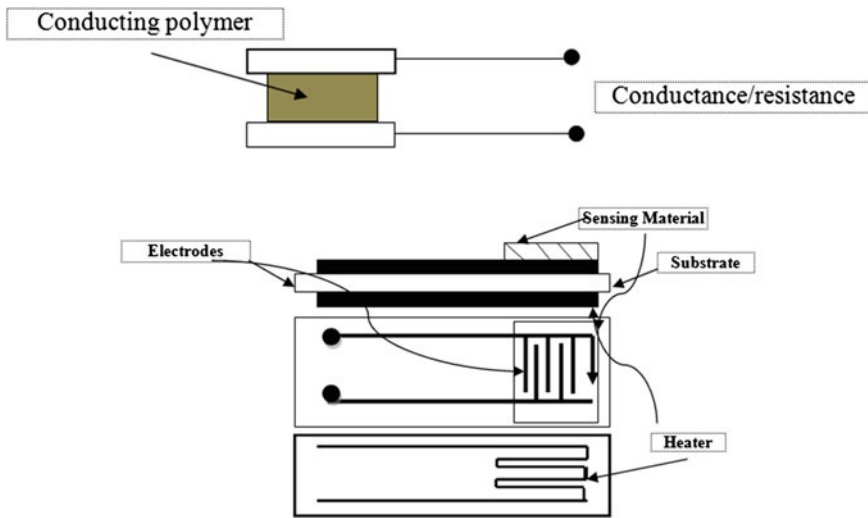 Conducting polymer
Conductance/resistance
Sensing Material
Electrodes
Substrate
Heater